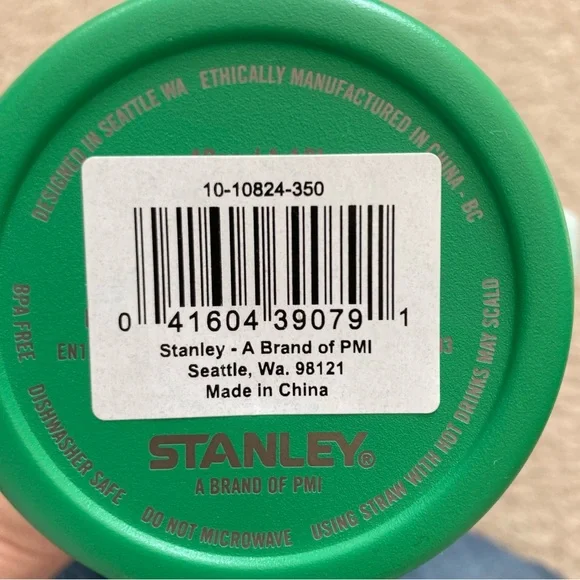 DESIGNED IN SEATTLE WA
ETHICALLY MANUFACTURED IN CHINA - BC
10-10824-350
0 41604 39079 1
Stanley - A Brand of PMI
Seattle, Wa. 98121
Made in China
STANLEY®
A BRAND OF PMI
BPA FREE
DISHWASHER SAFE
DO NOT MICROWAVE
USING STRAW WITH HOT DRINKS MAY SCALD